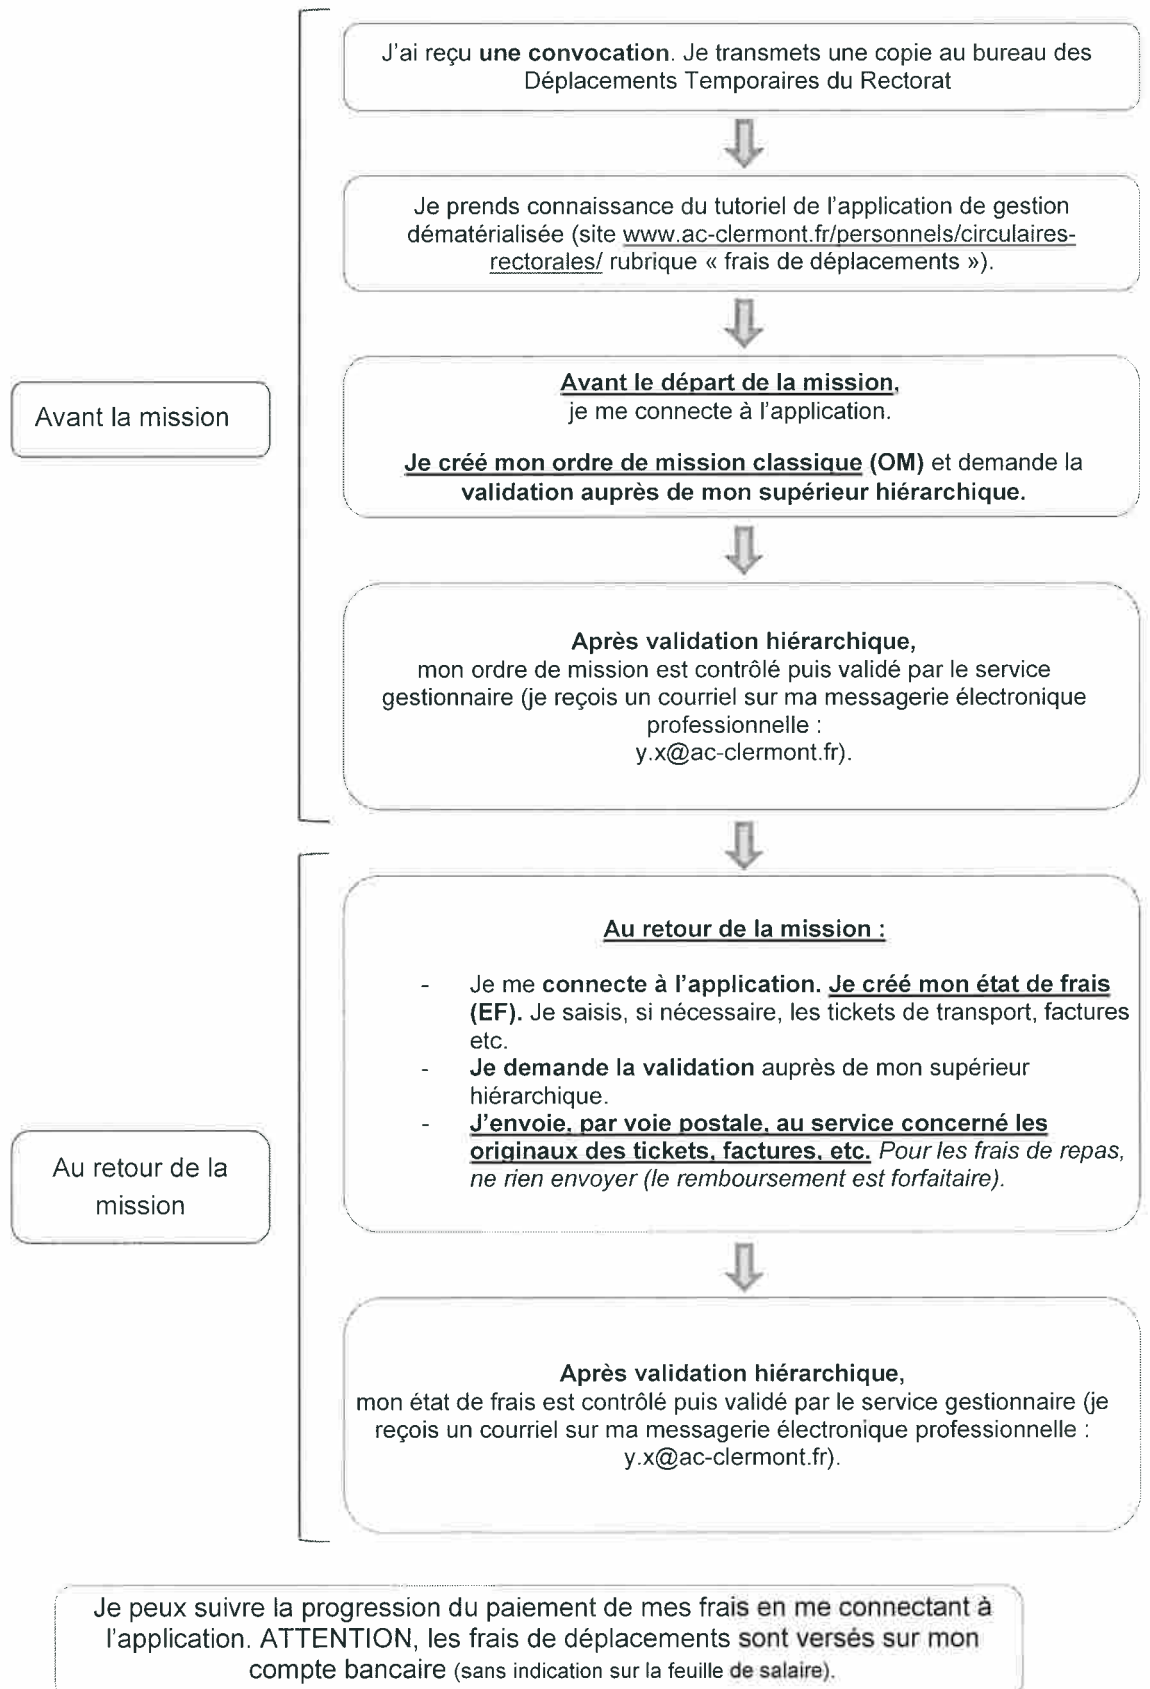 J'ai reçu une convocation. Je transmets une copie au bureau des
Déplacements Temporaires du Rectorat
Je prends connaissance du tutoriel de l'application de gestion
dématérialisée (site www.ac-clermont.fr/personnels/circulaires-
rectorales/ rubrique « frais de déplacements »).
Avant la mission
Avant le départ de la mission,
je me connecte à l'application.
Je créé mon ordre de mission classique (OM) et demande la
validation auprès de mon supérieur hiérarchique.
Après validation hiérarchique,
mon ordre de mission est contrôlé puis validé par le service
gestionnaire (je reçois un courriel sur ma messagerie électronique
professionnelle :
y.x@ac-clermont.fr).
Au retour de la
mission
Au retour de la mission :
- Je me connecte à l'application. Je créé mon état de frais
(EF). Je saisis, si nécessaire, les tickets de transport, factures
etc.
- Je demande la validation auprès de mon supérieur
hiérarchique.
- J'envoie, par voie postale, au service concerné les
originaux des tickets, factures, etc. Pour les frais de repas,
ne rien envoyer (le remboursement est forfaitaire).
Après validation hiérarchique,
mon état de frais est contrôlé puis validé par le service gestionnaire (je
reçois un courriel sur ma messagerie électronique professionnelle :
y.x@ac-clermont.fr).
Je peux suivre la progression du paiement de mes frais en me connectant à
l'application. ATTENTION, les frais de déplacements sont versés sur mon
compte bancaire (sans indication sur la feuille de salaire).